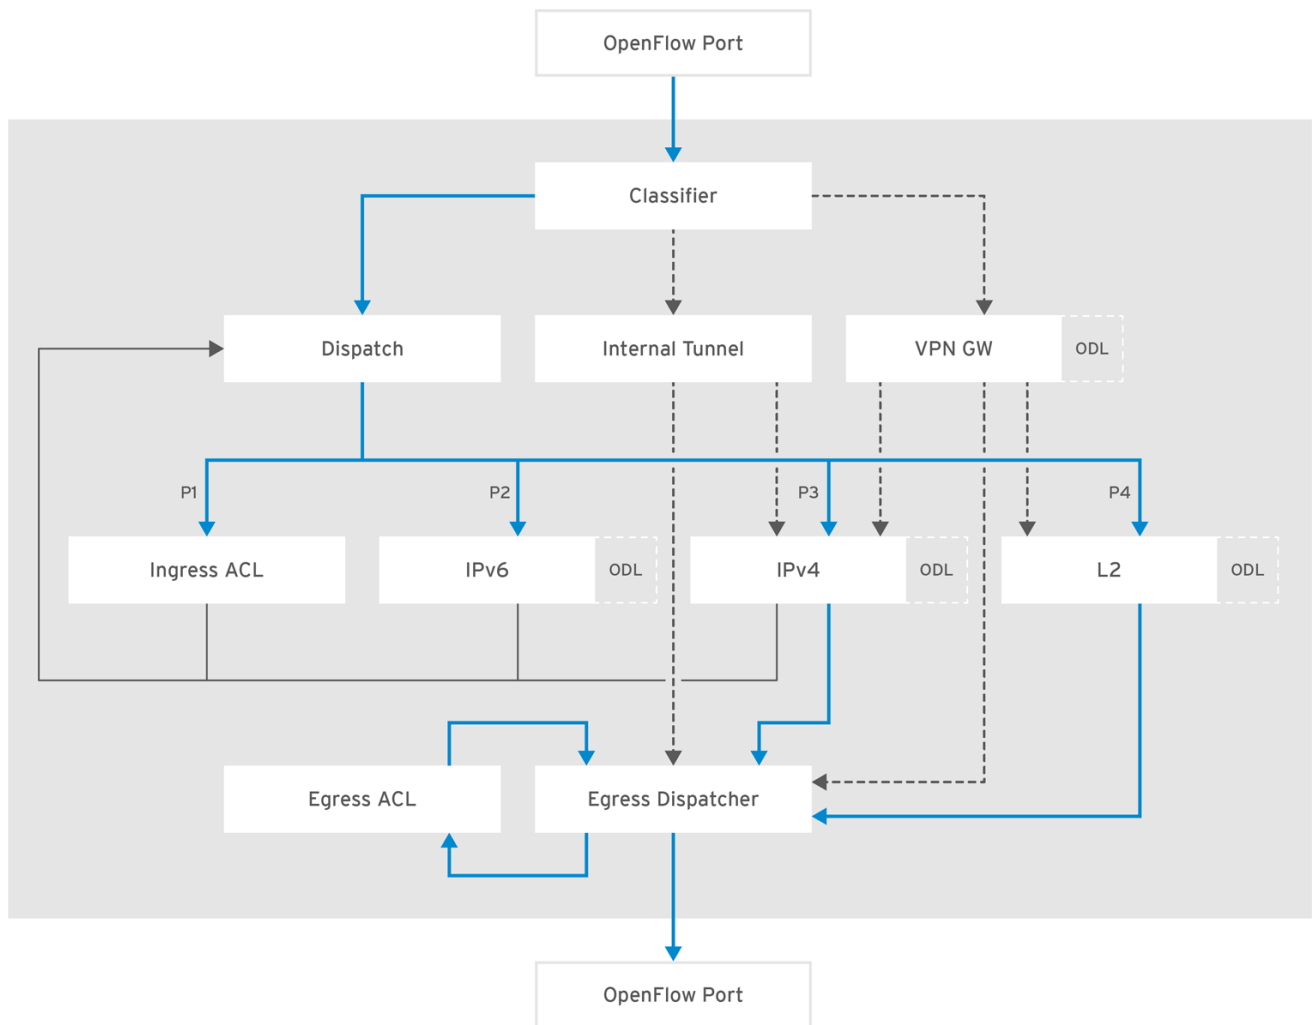 OpenFlow Port
Classifier
Dispatch
Internal Tunnel
VPN GW
ODL
P1
P2
P3
P4
Ingress ACL
IPv6
ODL
IPv4
ODL
L2
ODL
Egress ACL
Egress Dispatcher
OpenFlow Port